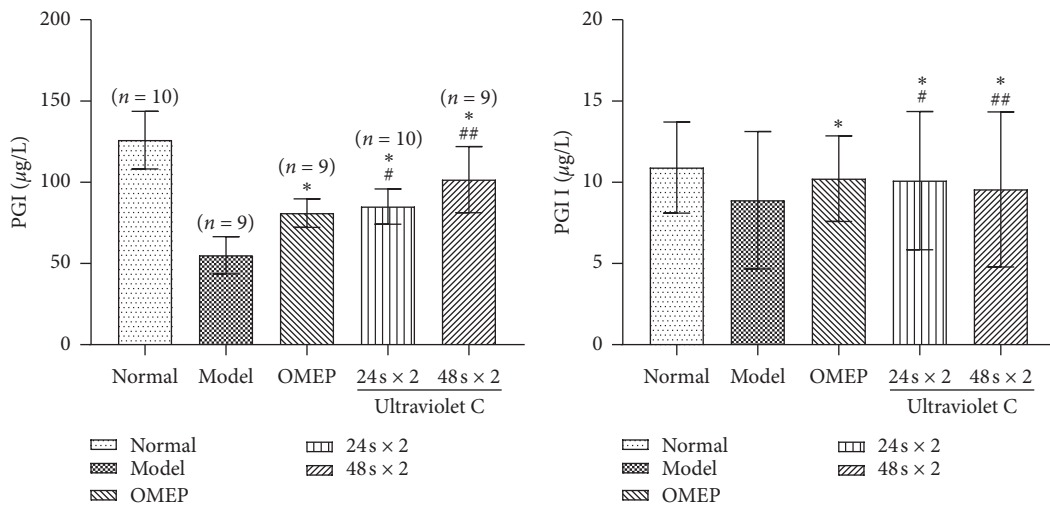 200
150
100
50
0
PGI (μg/L)
(n = 10)
(n = 9)
(n = 9)
*
(n = 10)
*
#
(n = 9)
*
##
Normal Model OMEP 24 s × 2 48 s × 2
Ultraviolet C
Normal
Model
OMEP
24 s × 2
48 s × 2
20
15
10
5
0
PGI I (μg/L)
*
*
#
*
##
Normal Model OMEP 24 s × 2 48 s × 2
Ultraviolet C
Normal
Model
OMEP
24 s × 2
48 s × 2